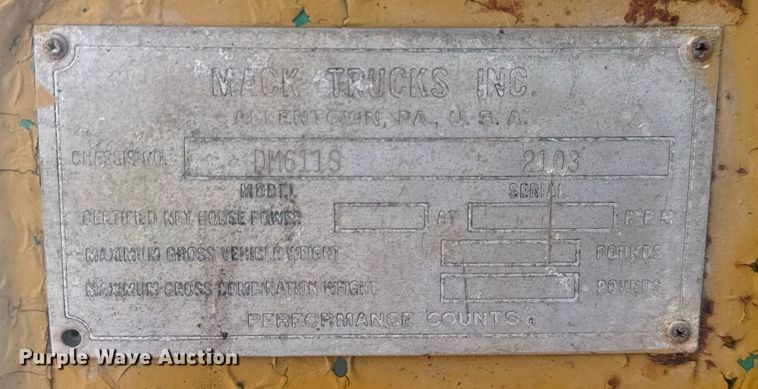 MACK TRUCKS INC.
ALLENTOWN, PA, U.S.A.
CHASSIS NO. DM611S 2103
MODEL SERIAL
CERTIFIED NET HORSE POWER AT R P M
MAXIMUM GROSS VEHICLE WEIGHT POUNDS
MAXIMUM GROSS COMBINATION WEIGHT POUNDS
PERFORMANCE COUNTS.
Purple Wave Auction